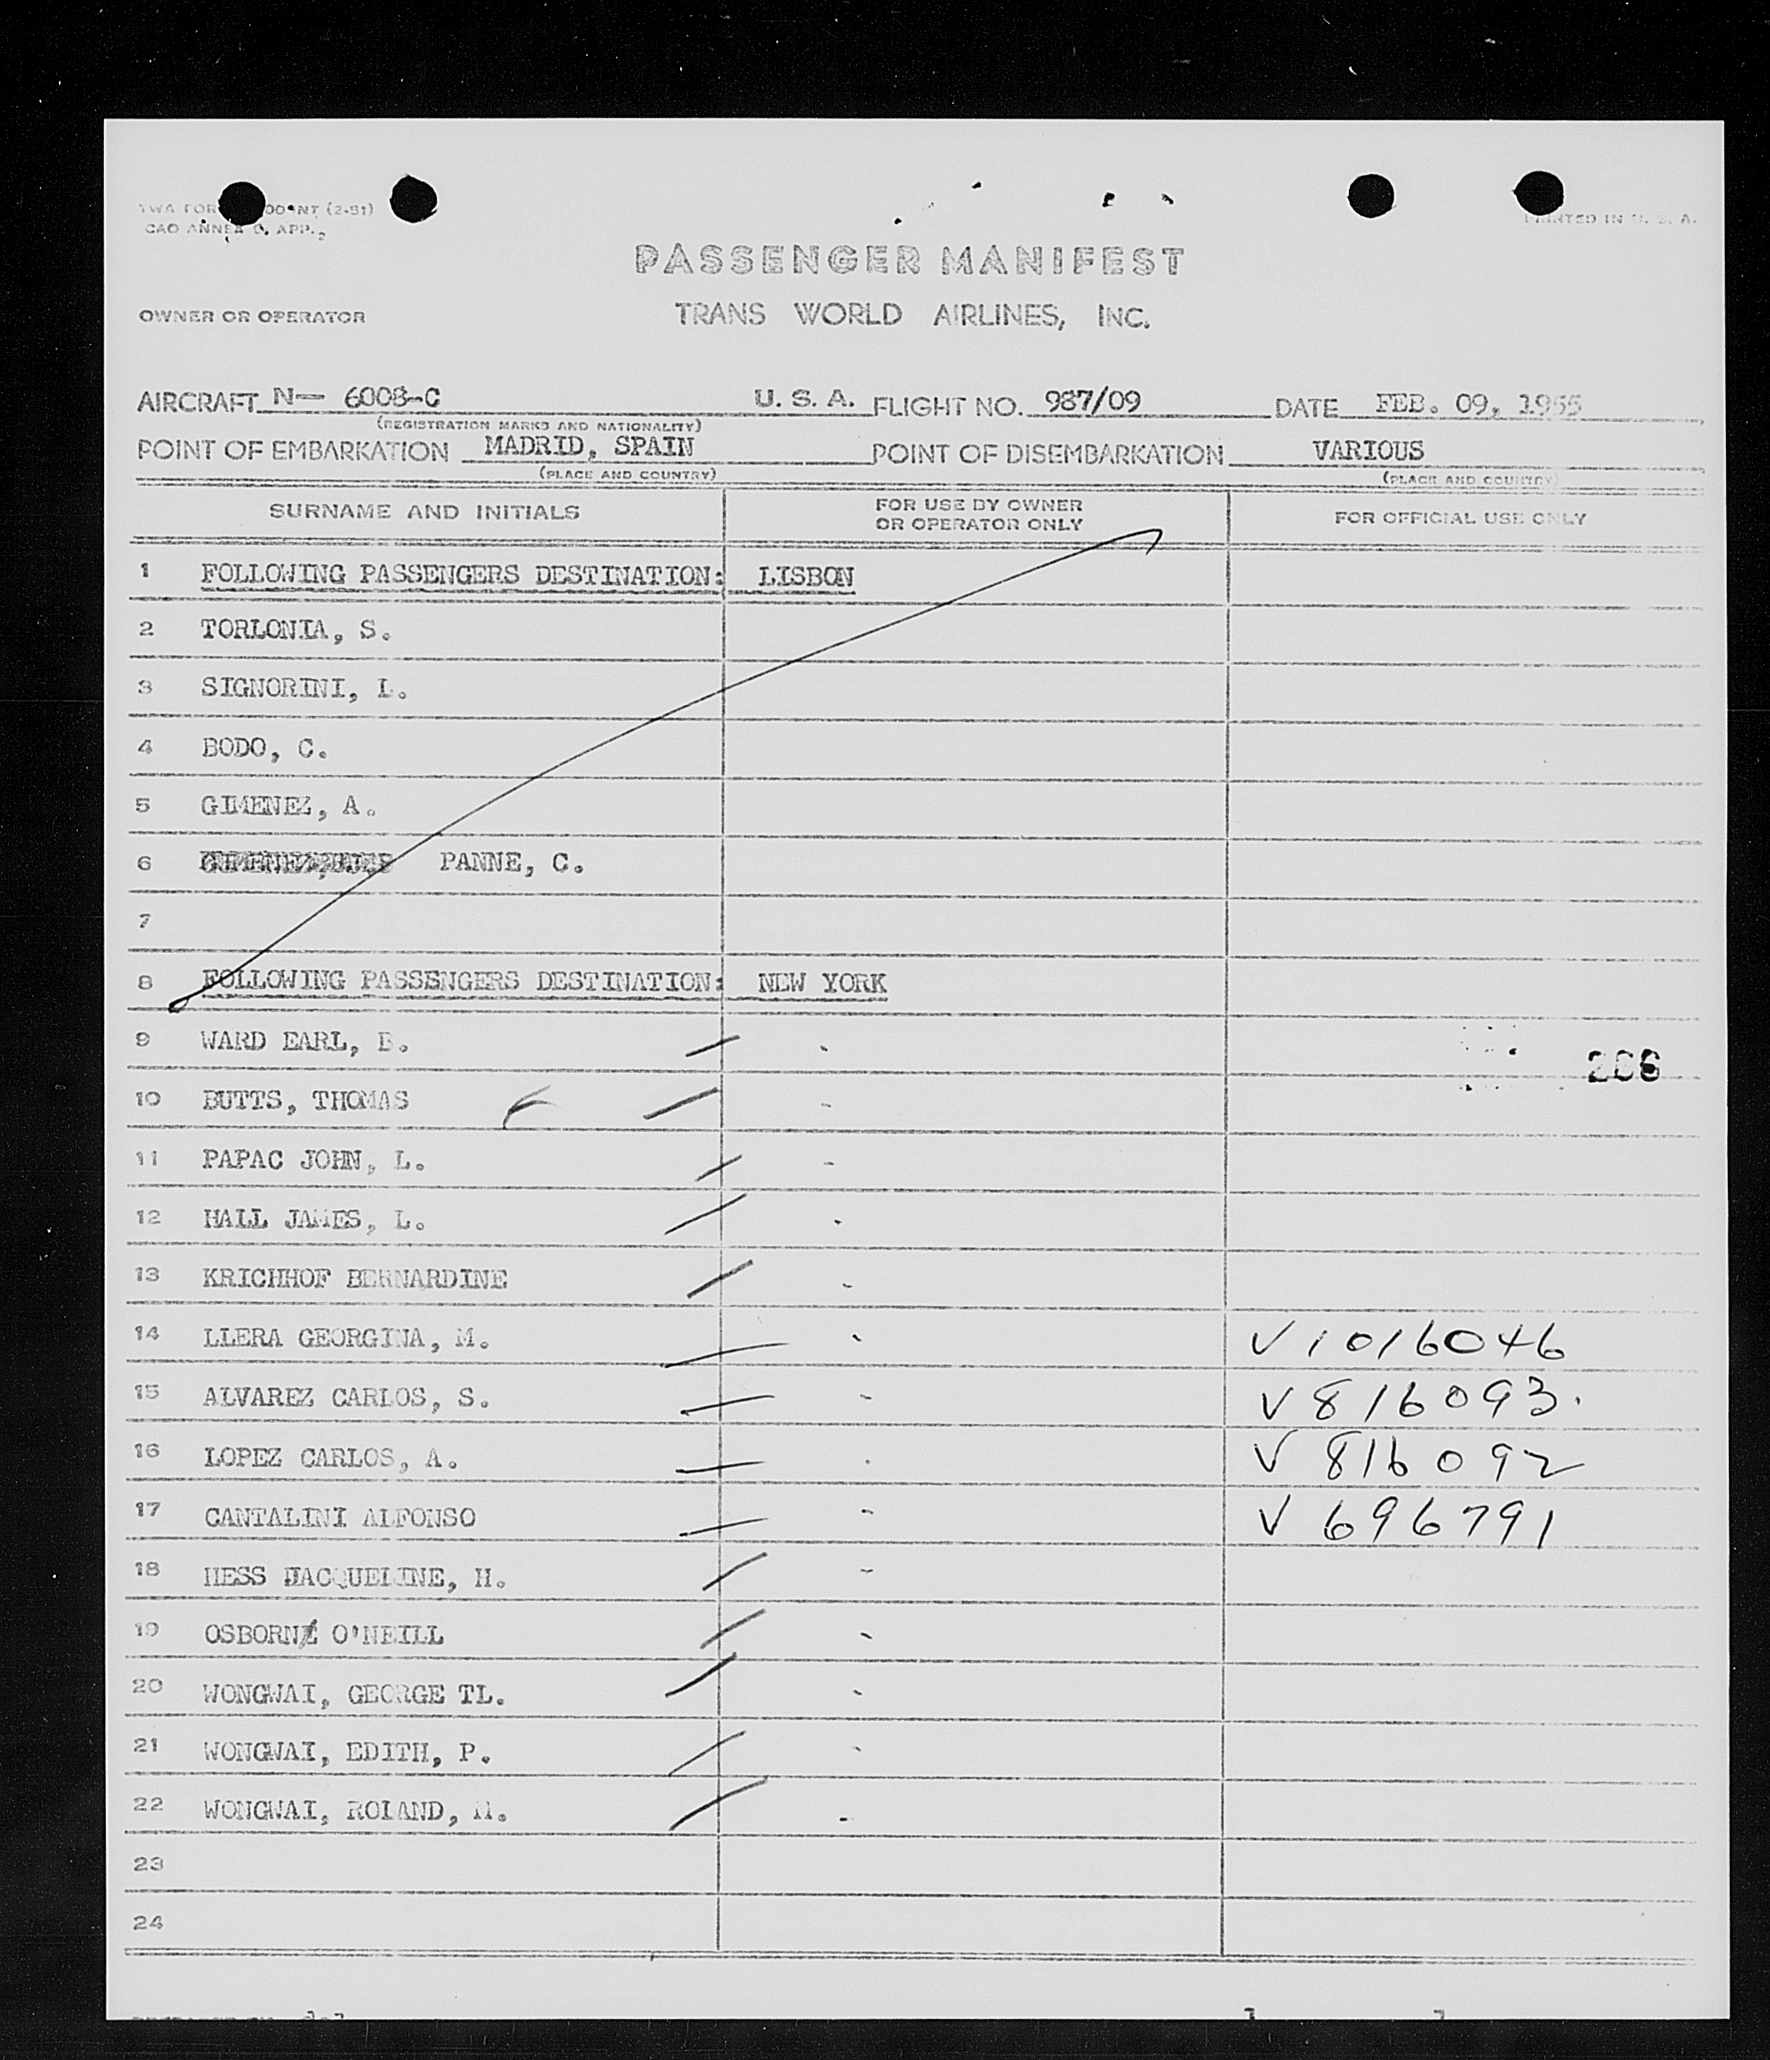 PRINTED IN U. S. A.
PASSENGER MANIFEST
OWNER OR OPERATOR TRANS WORLD AIRLINES, INC.
AIRCRAFT N— 6008-C U. S. A. FLIGHT NO. 987/09 DATE FEB. 09, 1955
(REGISTRATION MARKS AND NATIONALITY)
POINT OF EMBARKATION MADRID, SPAIN POINT OF DISEMBARKATION VARIOUS
(PLACE AND COUNTRY) (PLACE AND COUNTRY)
SURNAME AND INITIALS FOR USE BY OWNER OR OPERATOR ONLY FOR OFFICIAL USE ONLY
1 FOLLOWING PASSENGERS DESTINATION: LISBON
2 TORLONIA, S.
3 SIGNORINI, L.
4 BODO, C.
5 GIMENEZ, A.
6 PANNE, C.
7
8 FOLLOWING PASSENGERS DESTINATION: NEW YORK
9 WARD EARL, B.
206
10 BUTTS, THOMAS
11 PAPAC JOHN, L.
12 HALL JAMES, L.
13 KRICHHOF BERNARDINE
14 LLERA GEORGINA, M. V1016046
15 ALVAREZ CARLOS, S. V816093.
16 LOPEZ CARLOS, A. V 816092
17 CANTALINI ALFONSO V 696791
18 HESS JACQUELINE, H.
19 OSBORN O'NEILL
20 WONGWAI, GEORGE TL.
21 WONGWAI, EDITH, P.
22 WONGWAI, ROLAND, M.
23
24